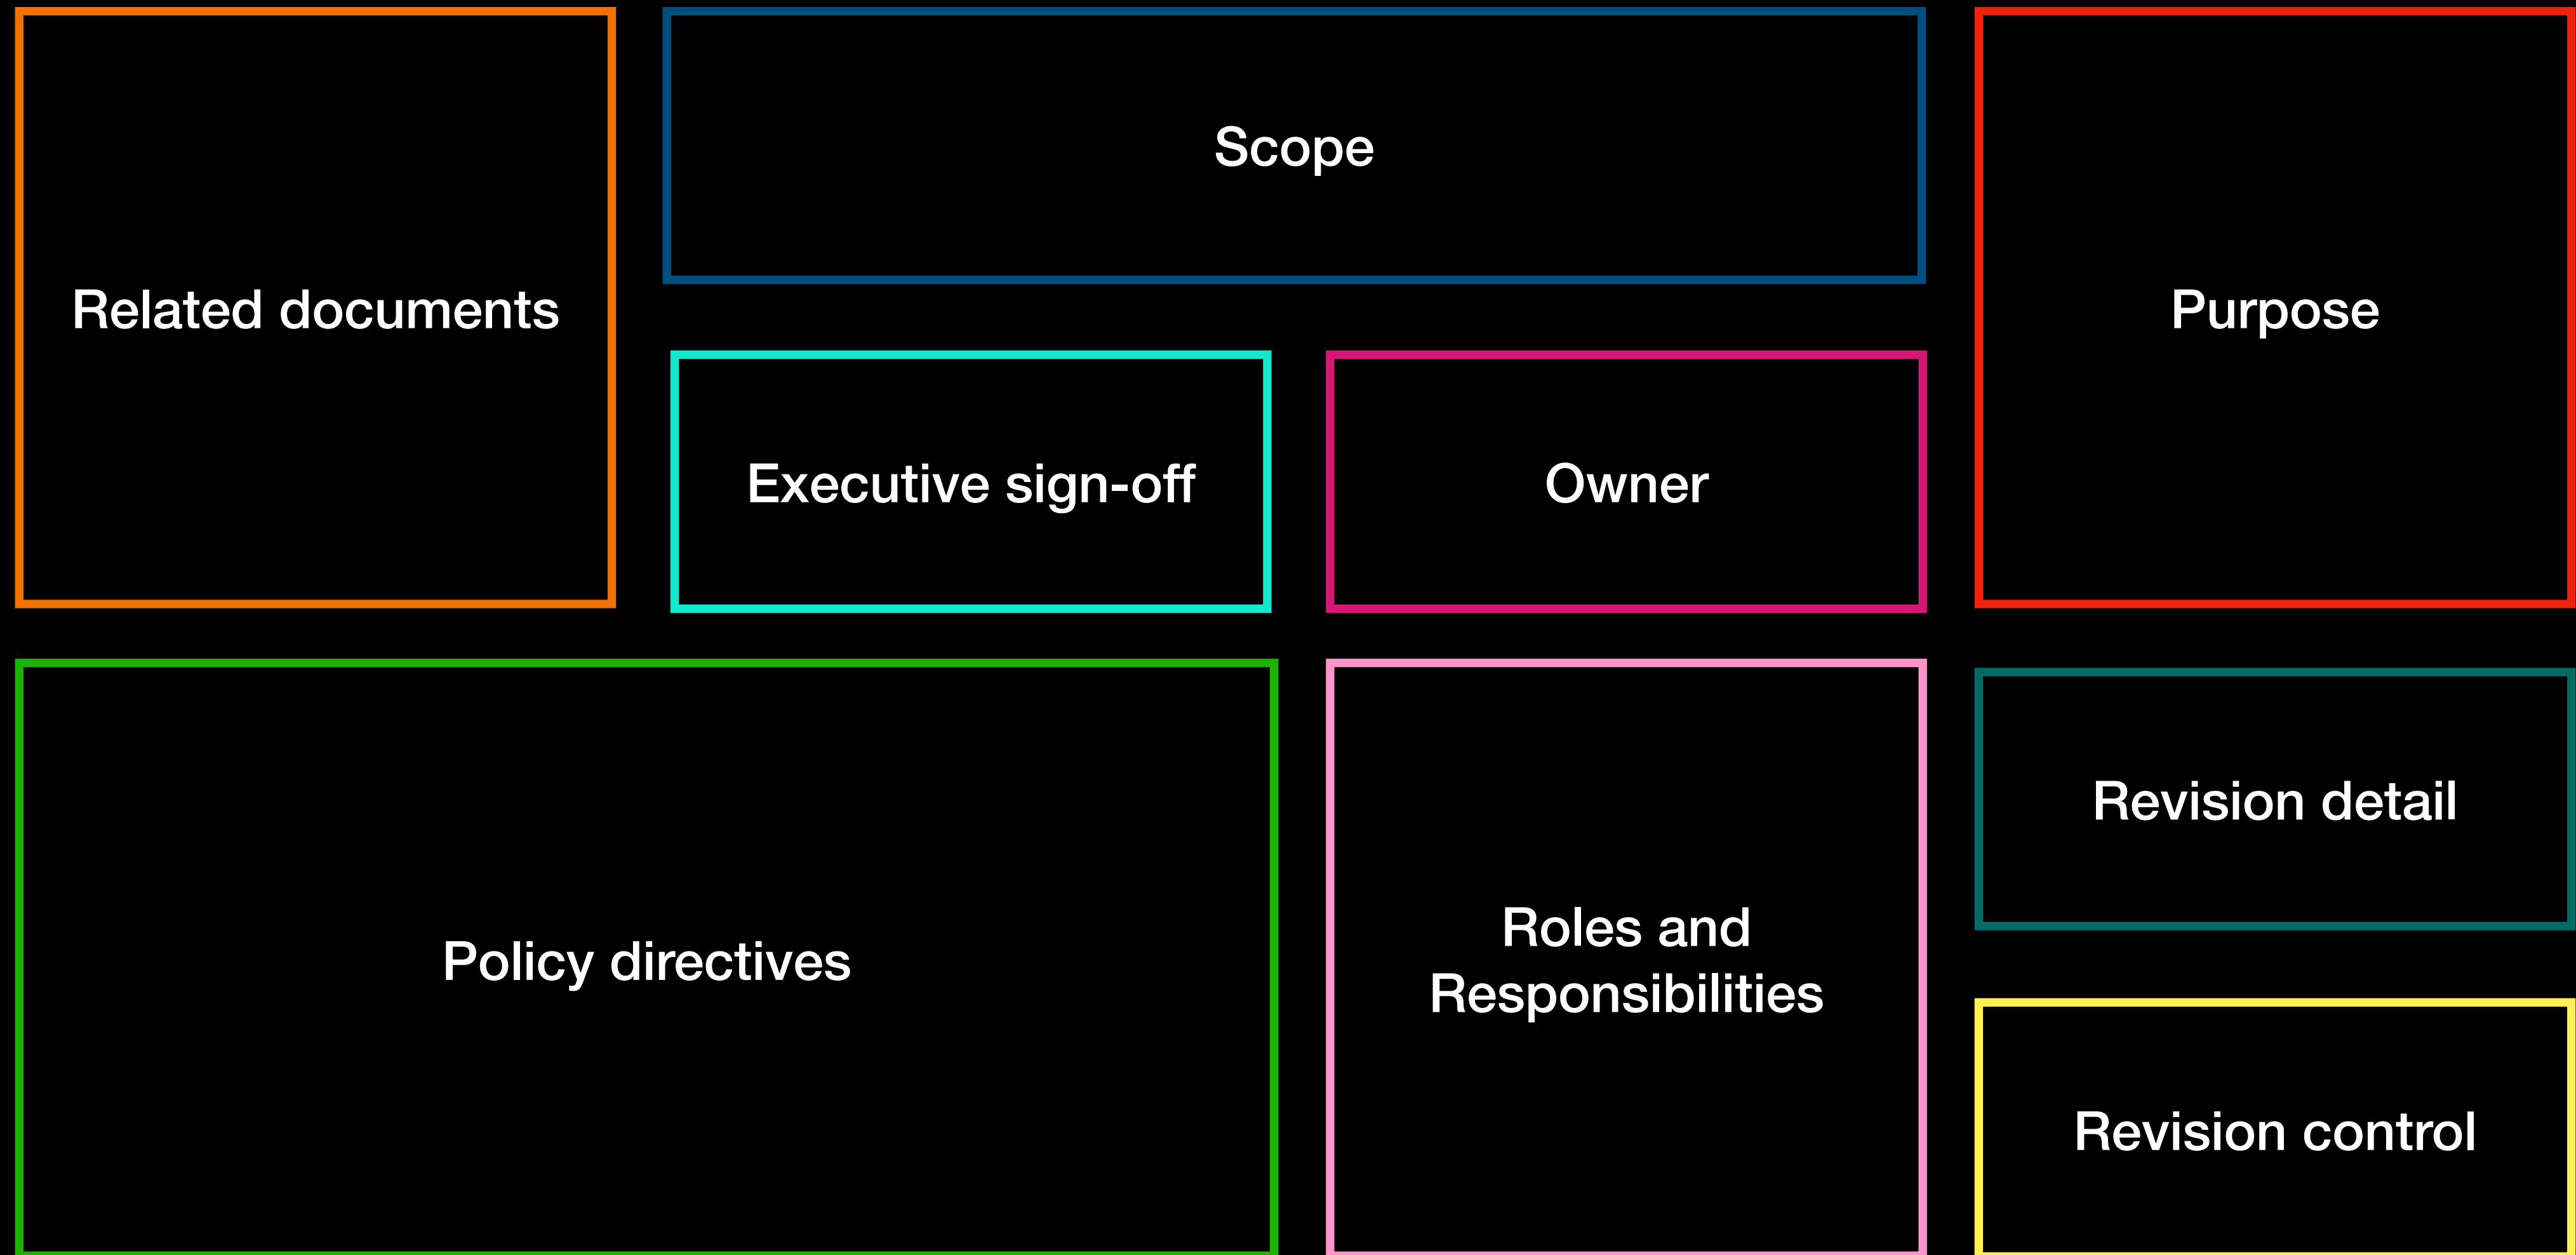 Related documents
Scope
Purpose
Executive sign-off
Owner
Policy directives
Roles and
Responsibilities
Revision detail
Revision control